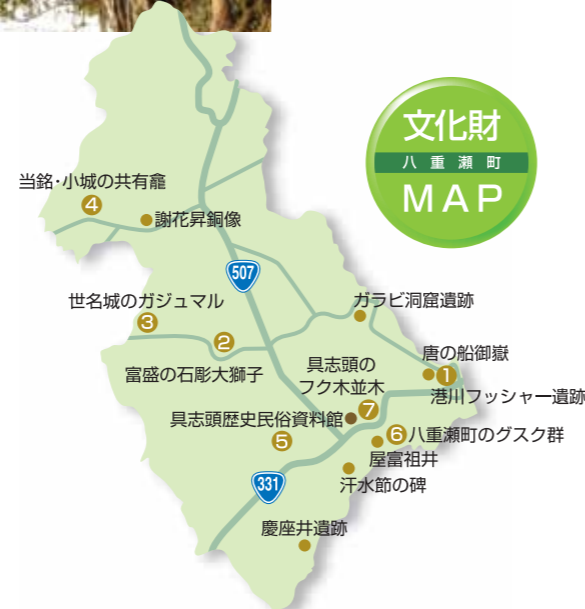 文化財
八重瀬町
MAP
当銘・小城の共有龕
4
謝花昇銅像
507
世名城のガジュマル
3
ガラビ洞窟遺跡
2
富盛の石彫大獅子
唐の船御嶽
1
港川フッシャー遺跡
具志頭の
フク木並木
7
具志頭歴史民俗資料館
5
6
八重瀬町のグスク群
屋富祖井
331
汗水節の碑
慶座井遺跡